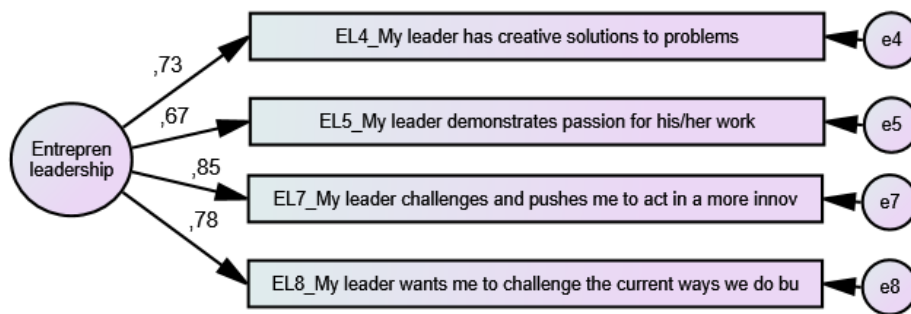 EL4_My leader has creative solutions to problems
e4
,73
,67
EL5_My leader demonstrates passion for his/her work
e5
Entrepren
leadership
,85
EL7_My leader challenges and pushes me to act in a more innov
e7
,78
EL8_My leader wants me to challenge the current ways we do bu
e8